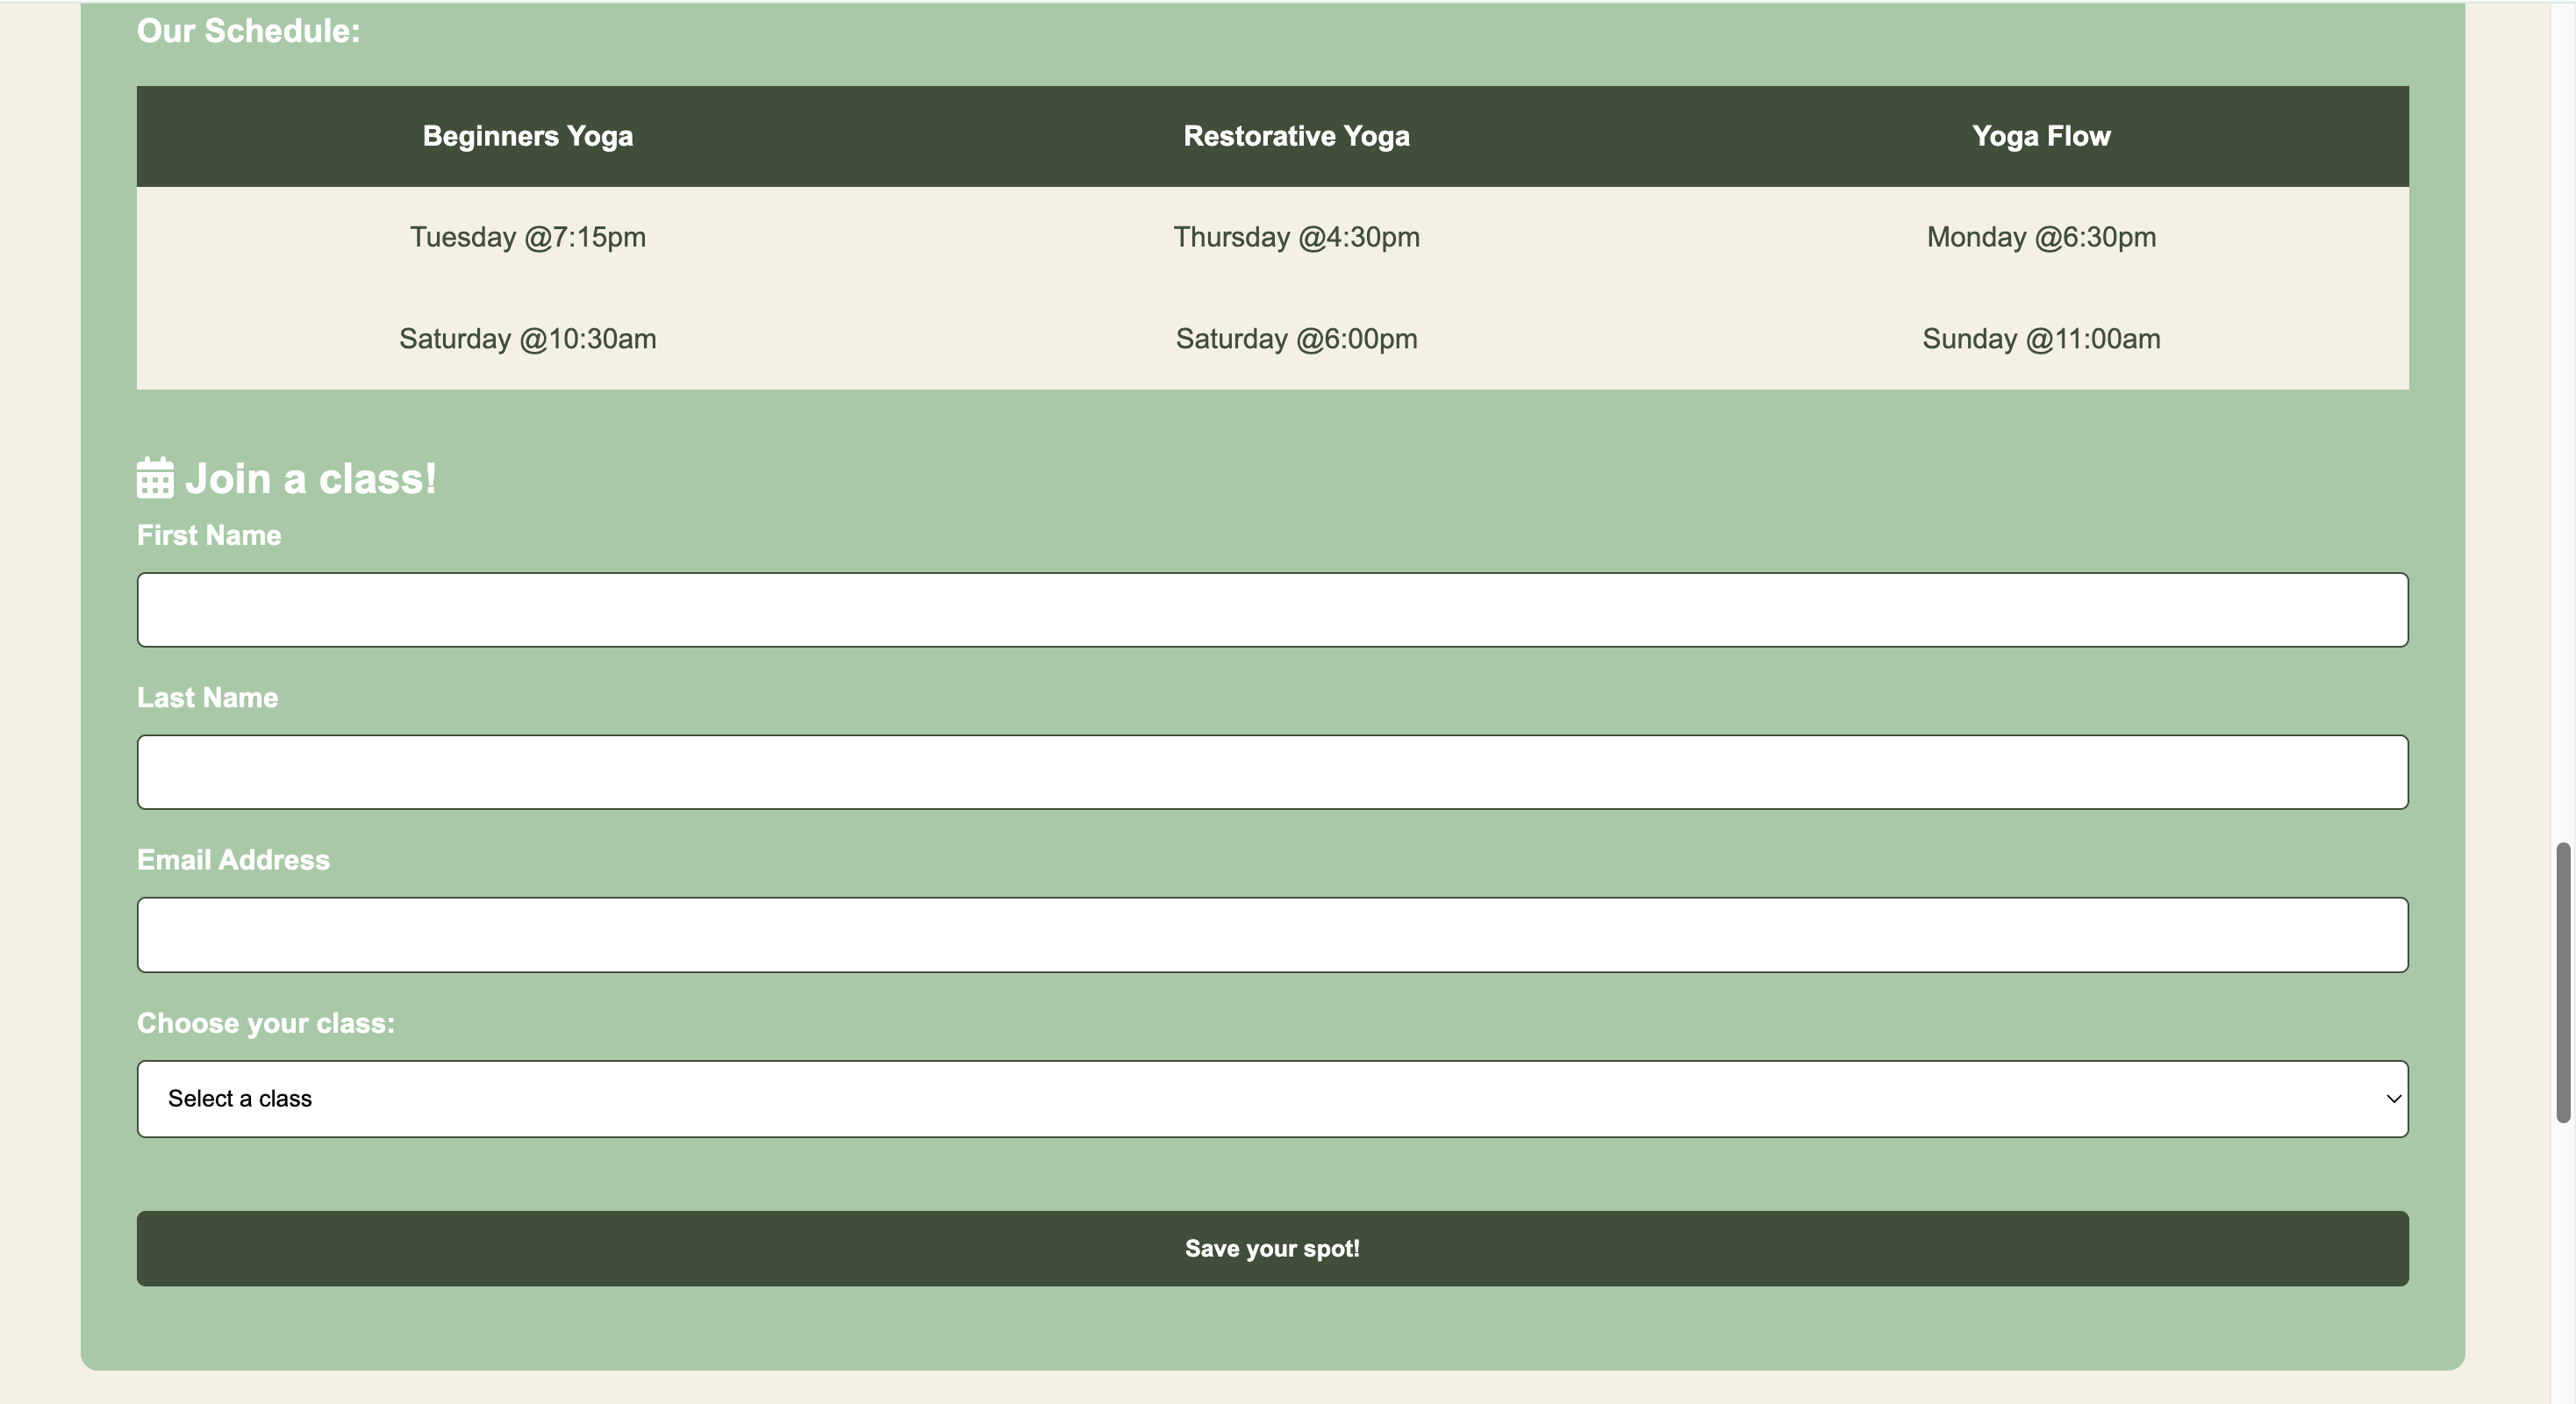 Our Schedule:
Beginners Yoga Restorative Yoga Yoga Flow
Tuesday @7:15pm Thursday @4:30pm Monday @6:30pm
Saturday @10:30am Saturday @6:00pm Sunday @11:00am
Join a class!
First Name
Last Name
Email Address
Choose your class:
Select a class
Save your spot!